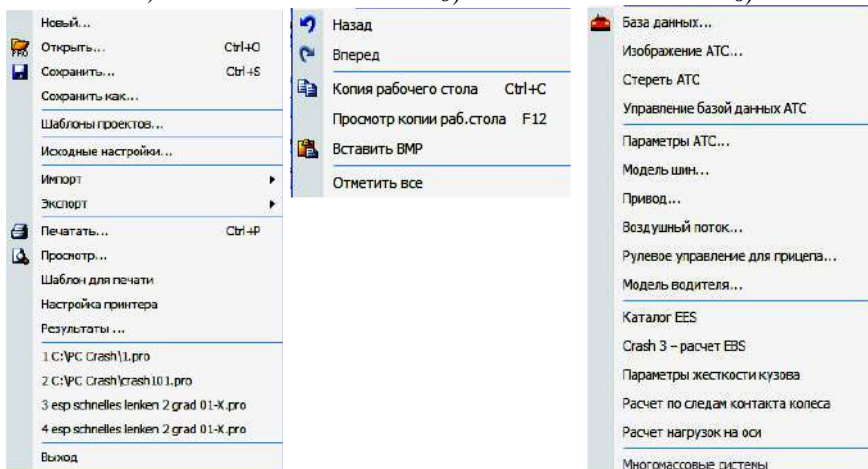 Новый...
Открыть... Ctrl+O
Сохранить... Ctrl+S
Сохранить как...
Шаблоны проектов...
Исходные настройки...
Импорт
Экспорт
Печатать... Ctrl+P
Просмотр...
Шаблон для печати
Настройка принтера
Результаты ...
1 C:\PC Crash\1.pro
2 C:\PC Crash\crash101.pro
3 esp schnelles lenken 2 grad 01-X.pro
4 esp schnelles lenken 2 grad 01-X.pro
Выход
Назад
Вперед
Копия рабочего стола Ctrl+C
Просмотр копии раб.стола F12
Вставить BMP
Отметить все
База данных...
Изображение АТС...
Стереть АТС
Управление базой данных АТС
Параметры АТС...
Модель шин...
Привод...
Воздушный поток...
Рулевое управление для прицепа...
Модель водителя...
Каталог EES
Crash 3 – расчет EBS
Параметры жесткости кузова
Расчет по следам контакта колеса
Расчет нагрузок на оси
Многомассовые системы